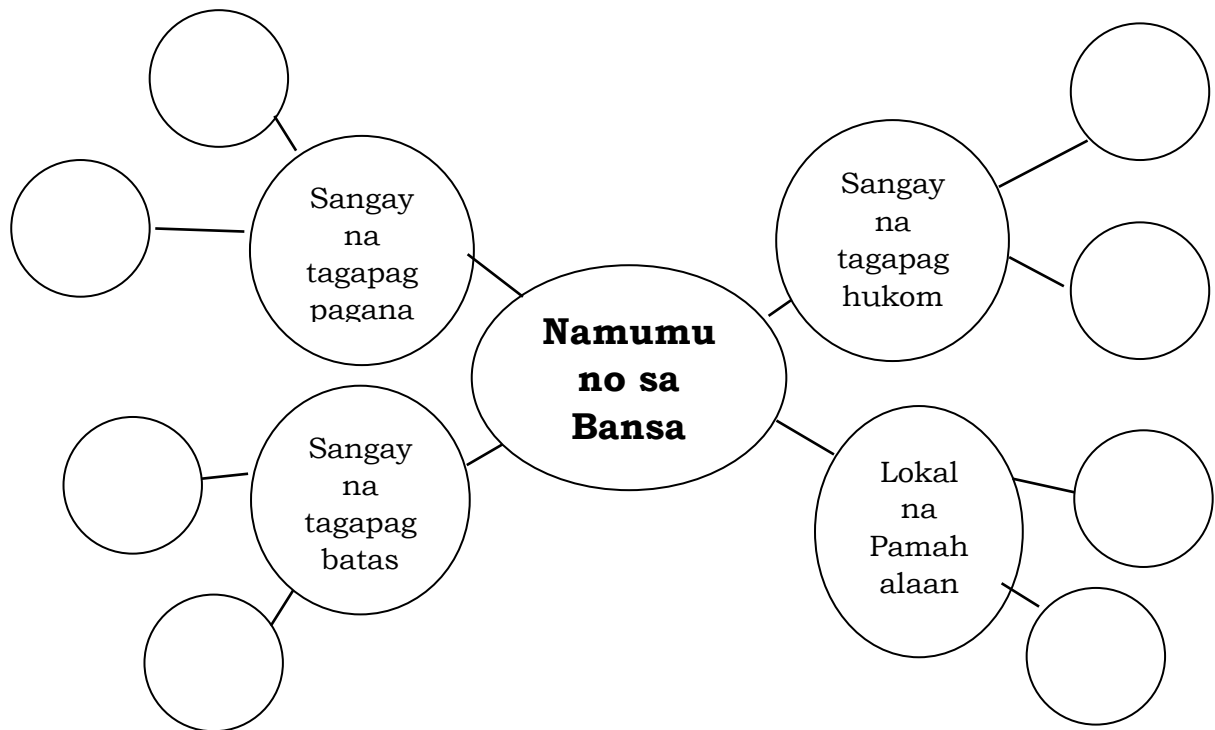 Sangay
na
tagapag
pagana
Sangay
na
tagapag
hukom
Namumu
no sa
Bansa
Sangay
na
tagapag
batas
Lokal
na
Pamah
alaan